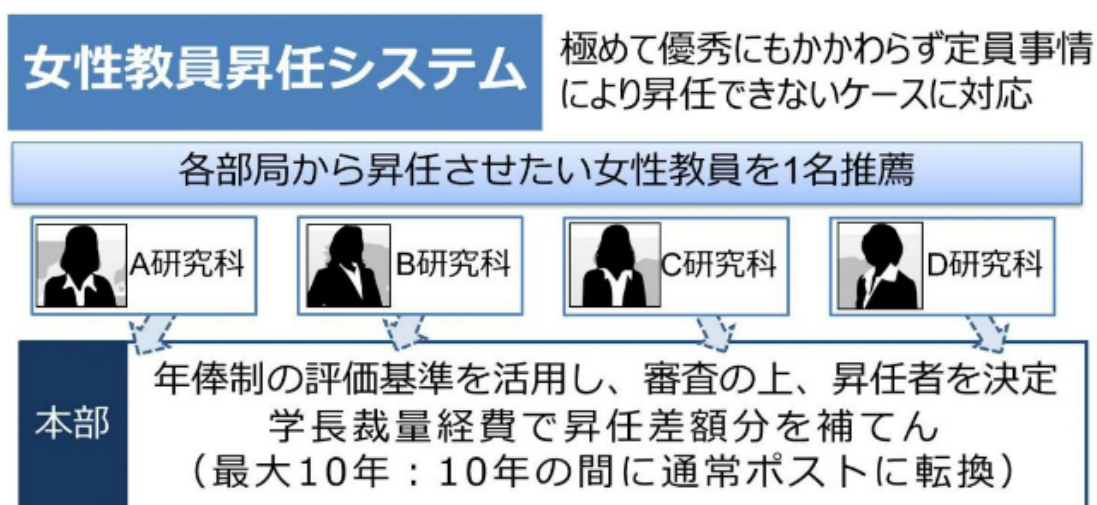 女性教員昇任システム
極めて優秀にもかかわらず定員事情
により昇任できないケースに対応
各部局から昇任させたい女性教員を1名推薦
A研究科
B研究科
C研究科
D研究科
本部
年俸制の評価基準を活用し、審査の上、昇任者を決定
学長裁量経費で昇任差額分を補てん
（最大10年：10年の間に通常ポストに転換）